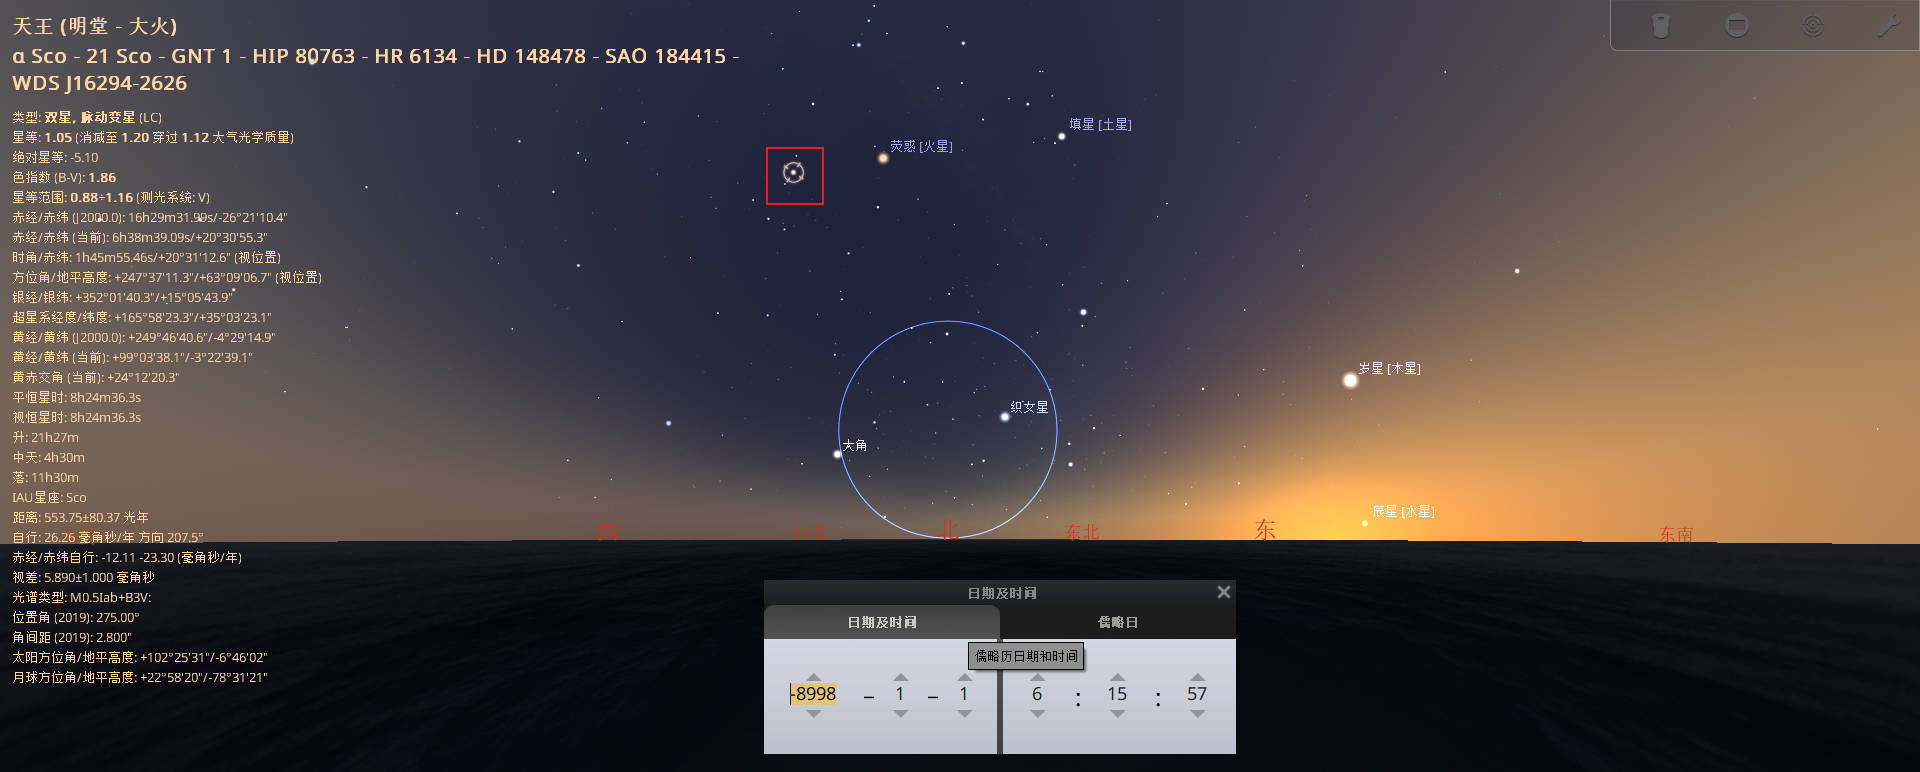 天王 (明堂 - 大火)
α Sco - 21 Sco - GNT 1 - HIP 80763 - HR 6134 - HD 148478 - SAO 184415 -
WDS J16294-2626
类型: 双星, 脉动变星 (LC)
星等: 1.05 (消减至 1.20 穿过 1.12 大气光学质量)
绝对星等: -5.10
色指数 (B-V): 1.86
星等范围: 0.88÷1.16 (测光系统: V)
赤经/赤纬 (J2000.0): 16h29m31.99s/-26°21'10.4"
赤经/赤纬 (当前): 6h38m39.09s/+20°30'55.3"
时角/赤纬: 1h45m55.46s/+20°31'12.6" (视位置)
方位角/地平高度: +247°37'11.3"/+63°09'06.7" (视位置)
银经/银纬: +352°01'40.3"/+15°05'43.9"
超星系经度/纬度: +165°58'23.3"/+35°03'23.1"
黄经/黄纬 (J2000.0): +249°46'40.6"/-4°29'14.9"
黄经/黄纬 (当前): +99°03'38.1"/-3°22'39.1"
黄赤交角 (当前): +24°12'20.3"
平恒星时: 8h24m36.3s
视恒星时: 8h24m36.3s
升: 21h27m
中天: 4h30m
落: 11h30m
IAU星座: Sco
距离: 553.75±80.37 光年
自行: 26.26 毫角秒/年 方向 207.5°
赤经/赤纬自行: -12.11 -23.30 (毫角秒/年)
视差: 5.890±1.000 毫角秒
光谱类型: M0.5Iab+B3V:
位置角 (2019): 275.00°
角间距 (2019): 2.800"
太阳方位角/地平高度: +102°25'31"/-6°46'02"
月球方位角/地平高度: +22°58'20"/-78°31'21"
填星 [土星]
荧惑 [火星]
岁星 [木星]
织女星
大角
辰星 [水星]
西
西北
北
东北
东
东南
日期及时间
日期及时间
儒略日
儒略历日期和时间
-8998 – 1 – 1
6 : 15 : 57